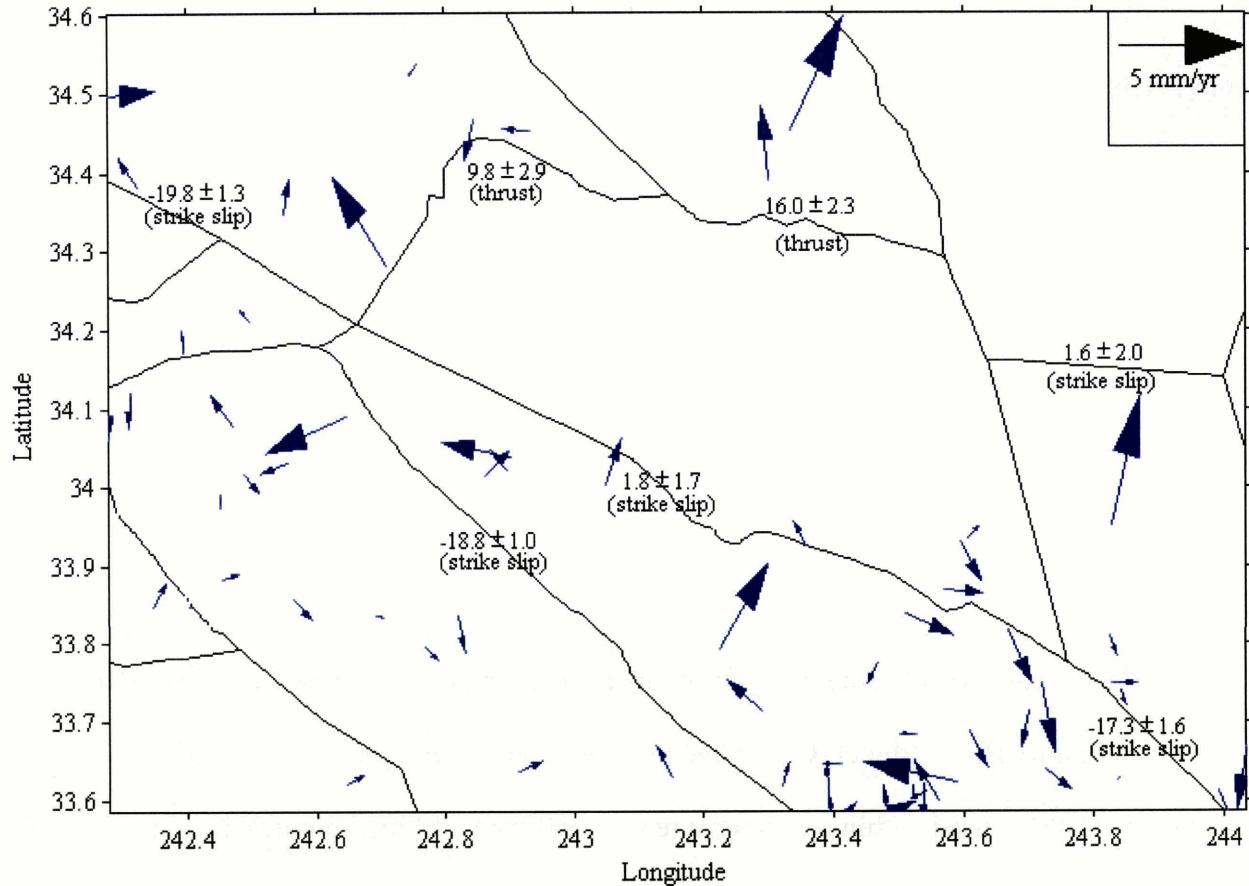 34.6
34.5
34.4
34.3
34.2
34.1
34
33.9
33.8
33.7
33.6
Latitude
5 mm/yr
9.8 ± 2.9
(thrust)
-19.8 ± 1.3
(strike slip)
16.0 ± 2.3
(thrust)
1.6 ± 2.0
(strike slip)
1.8 ± 1.7
(strike slip)
-18.8 ± 1.0
(strike slip)
-17.3 ± 1.6
(strike slip)
242.4 242.6 242.8 243 243.2 243.4 243.6 243.8 244
Longitude